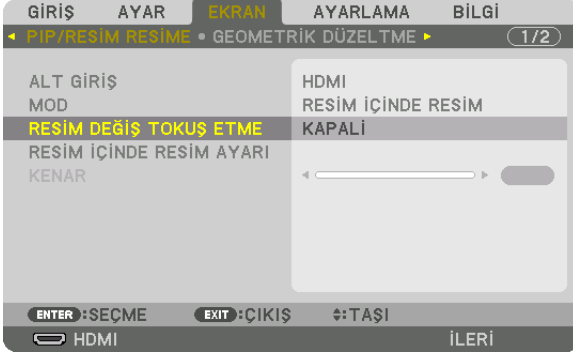 GİRİŞ AYAR EKRAN AYARLAMA BİLGİ
PIP/RESİM RESİME • GEOMETRİK DÜZELTME 1/2
ALT GİRİŞ HDMI
MOD RESİM İÇİNDE RESİM
RESİM DEĞİŞ TOKUŞ ETME KAPALİ
RESİM İÇİNDE RESİM AYARI
KENAR
ENTER :SEÇME EXIT :ÇIKIŞ :TAŞI
HDMI İLERİ